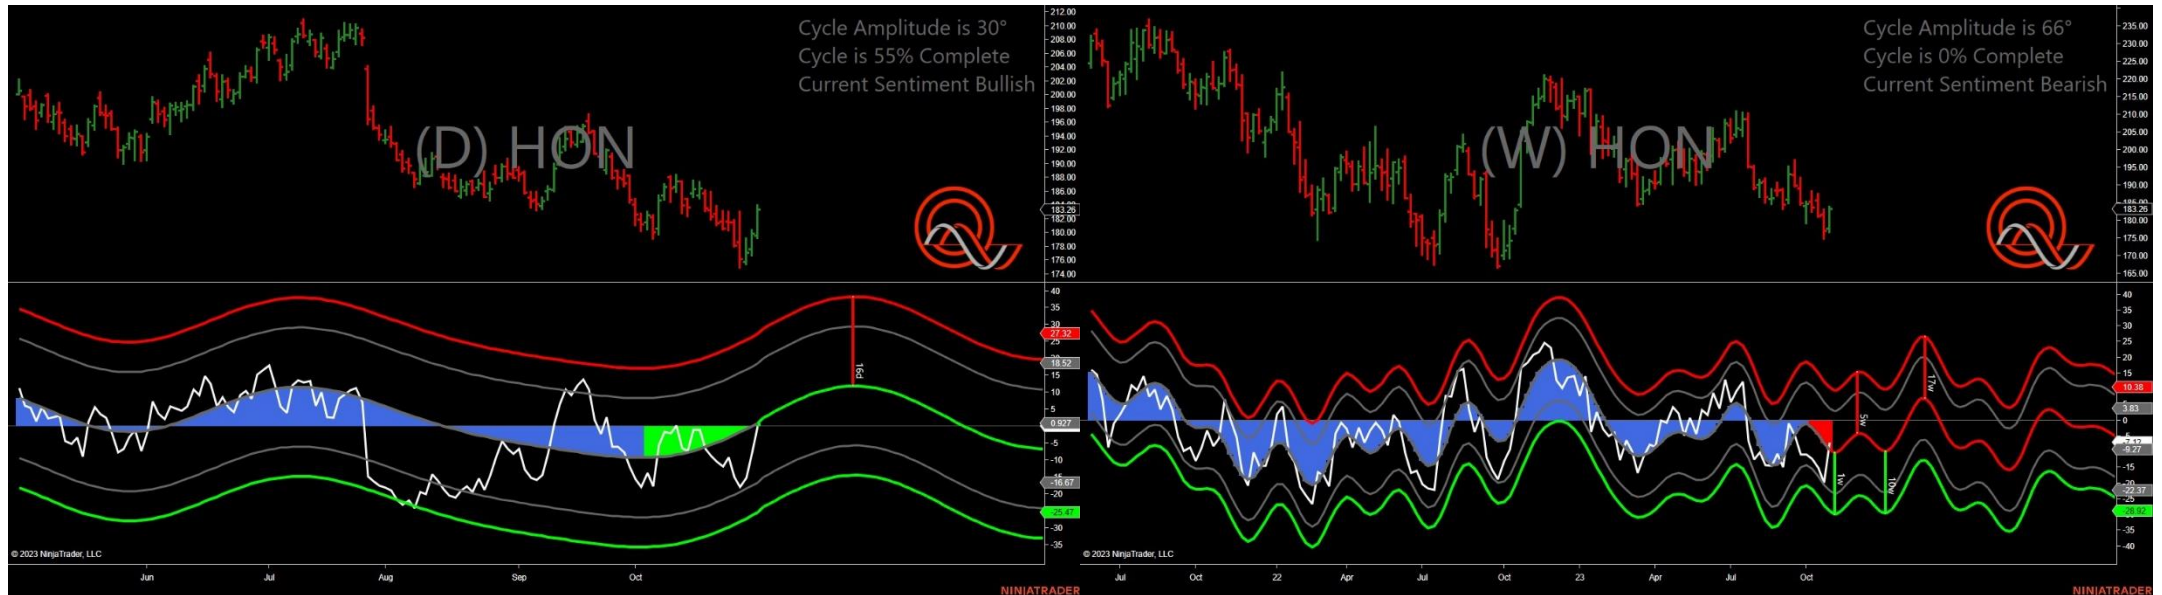 Cycle Amplitude is 30°
Cycle is 55% Complete
Current Sentiment Bullish
(D) HON
212.00
210.00
208.00
206.00
204.00
202.00
200.00
198.00
196.00
194.00
192.00
190.00
188.00
186.00
183.26
182.00
180.00
178.00
176.00
174.00
40
35
30
27.32
25
18.52
15
10
5
0.927
-5
-10
-16.67
-20
-25.47
-30
-35
16d
© 2023 NinjaTrader, LLC
Jun
Jul
Aug
Sep
Oct
NINJATRADER
Cycle Amplitude is 66°
Cycle is 0% Complete
Current Sentiment Bearish
(W) HON
235.00
230.00
225.00
220.00
215.00
210.00
205.00
200.00
195.00
190.00
183.26
180.00
175.00
170.00
165.00
40
35
30
25
20
15
10.38
3.83
0
-7.12
-9.27
-15
-22.37
-25
-28.92
-35
-40
5w
17w
1w
10w
© 2023 NinjaTrader, LLC
Jul
Oct
22
Apr
Jul
Oct
23
Apr
Jul
Oct
NINJATRADER